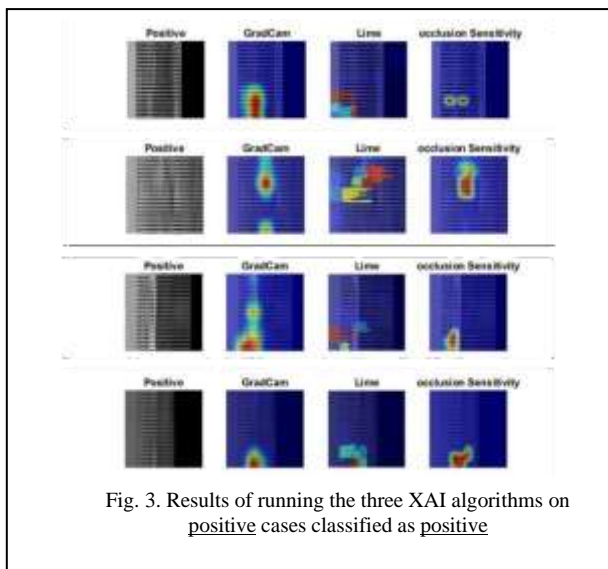 Positive GradCam Lime occlusion Sensitivity
Positive GradCam Lime occlusion Sensitivity
Positive GradCam Lime occlusion Sensitivity
Positive GradCam Lime occlusion Sensitivity
Fig. 3. Results of running the three XAI algorithms on
positive cases classified as positive